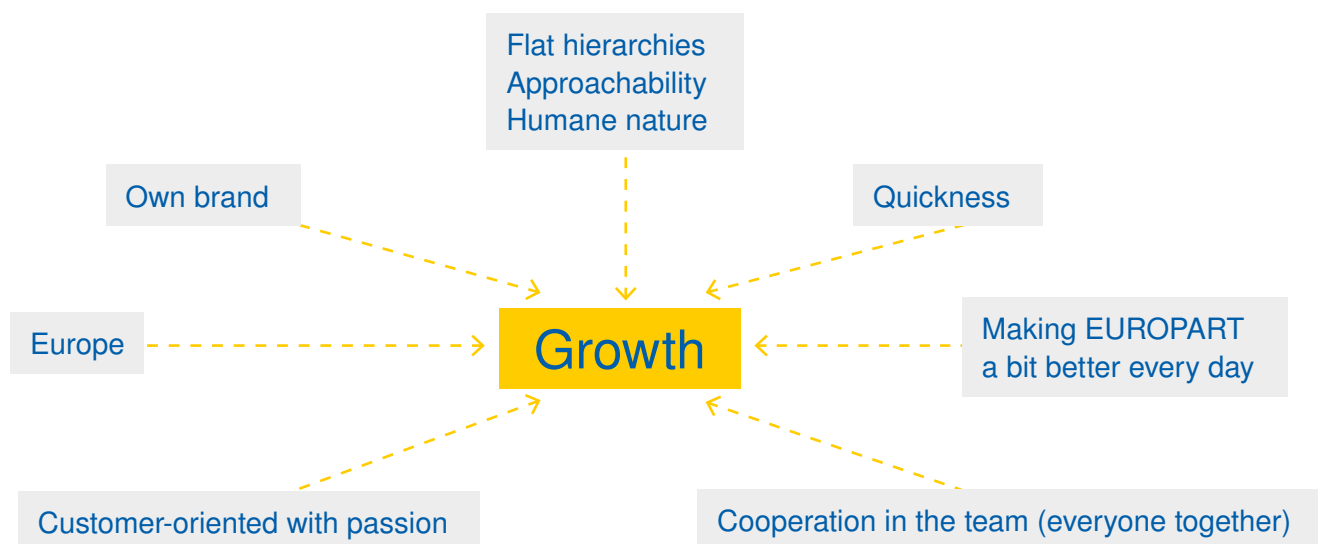 Flat hierarchies
Approachability
Humane nature
Own brand
Quickness
Europe
Growth
Making EUROPART
a bit better every day
Customer-oriented with passion
Cooperation in the team (everyone together)